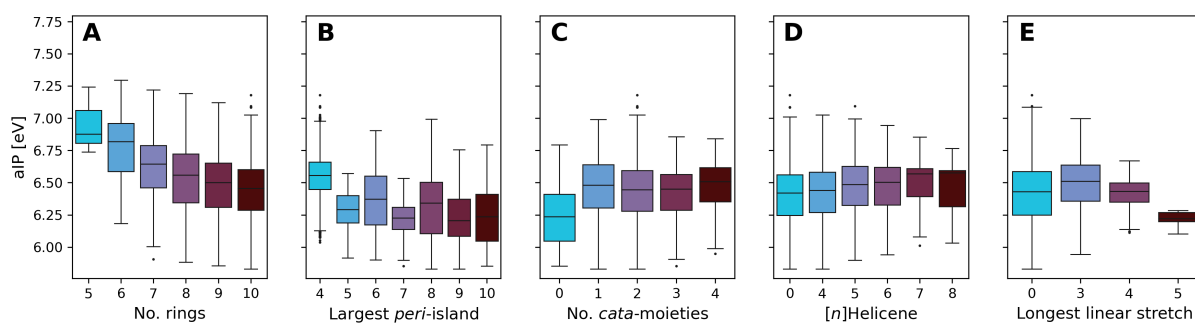 A
B
C
D
E
aIP [eV]
7.75
7.50
7.25
7.00
6.75
6.50
6.25
6.00
5 6 7 8 9 10
4 5 6 7 8 9 10
0 1 2 3 4
0 4 5 6 7 8
0 3 4 5
No. rings
Largest peri-island
No. cata-moieties
[n]Helicene
Longest linear stretch